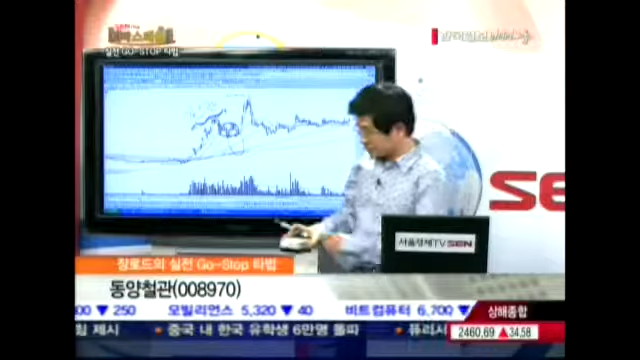 실전 GO-STOP 타법
SEN
서울경제TV SEN
장로드의 실전 Go-Stop 타법
동양철관(008970)
▼ 250 모빌리언스 5,320 ▼ 40 비트컴퓨터 6,700 ▼
상해종합
제시 중국 내 한국 유학생 6만명 돌파
2460,69 ▲ 34,58